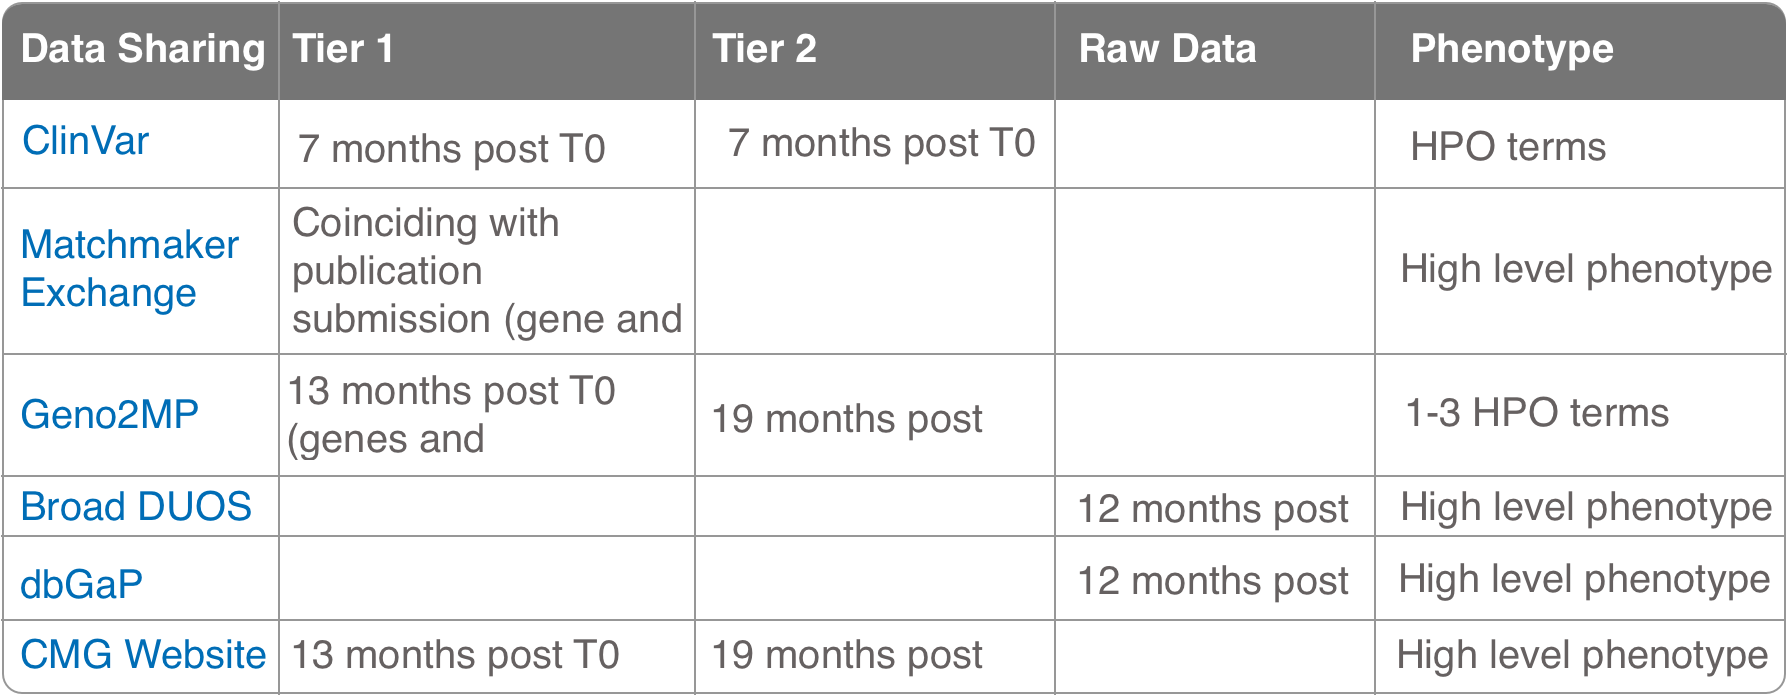 Data Sharing Tier 1 Tier 2 Raw Data Phenotype
ClinVar 7 months post T0 7 months post T0 HPO terms
Matchmaker
Exchange
Coinciding with
publication
submission (gene and
High level phenotype
Geno2MP
13 months post T0
(genes and
19 months post
1-3 HPO terms
Broad DUOS 12 months post High level phenotype
dbGaP 12 months post High level phenotype
CMG Website 13 months post T0 19 months post High level phenotype